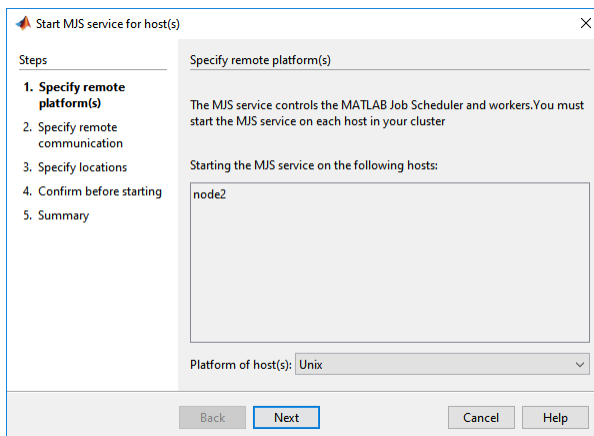 Start MJS service for host(s)
Steps
1. Specify remote
platform(s)
2. Specify remote
communication
3. Specify locations
4. Confirm before starting
5. Summary
Specify remote platform(s)
The MJS service controls the MATLAB Job Scheduler and workers.You must
start the MJS service on each host in your cluster
Starting the MJS service on the following hosts:
node2
Platform of host(s): Unix
Back Next Cancel Help